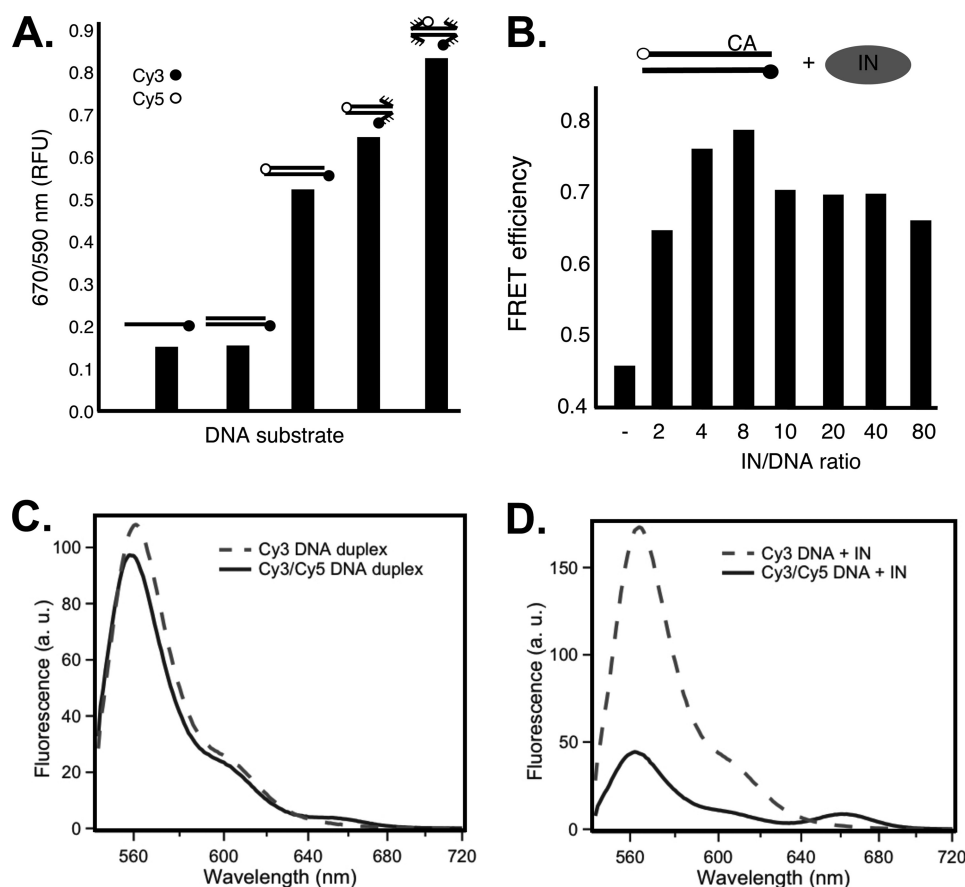 A.
0.9
0.8
0.7
0.6
0.5
0.4
0.3
0.2
0.1
0.0
670/590 nm (RFU)
Cy3
Cy5
DNA substrate
B.
CA
+ IN
0.8
0.7
0.6
0.5
0.4
FRET efficiency
- 2 4 8 10 20 40 80
IN/DNA ratio
C.
100
80
60
40
20
0
Fluorescence (a. u.)
Cy3 DNA duplex
Cy3/Cy5 DNA duplex
560 600 640 680 720
Wavelength (nm)
D.
150
100
50
0
Fluorescence (a. u.)
Cy3 DNA + IN
Cy3/Cy5 DNA + IN
560 600 640 680 720
Wavelength (nm)